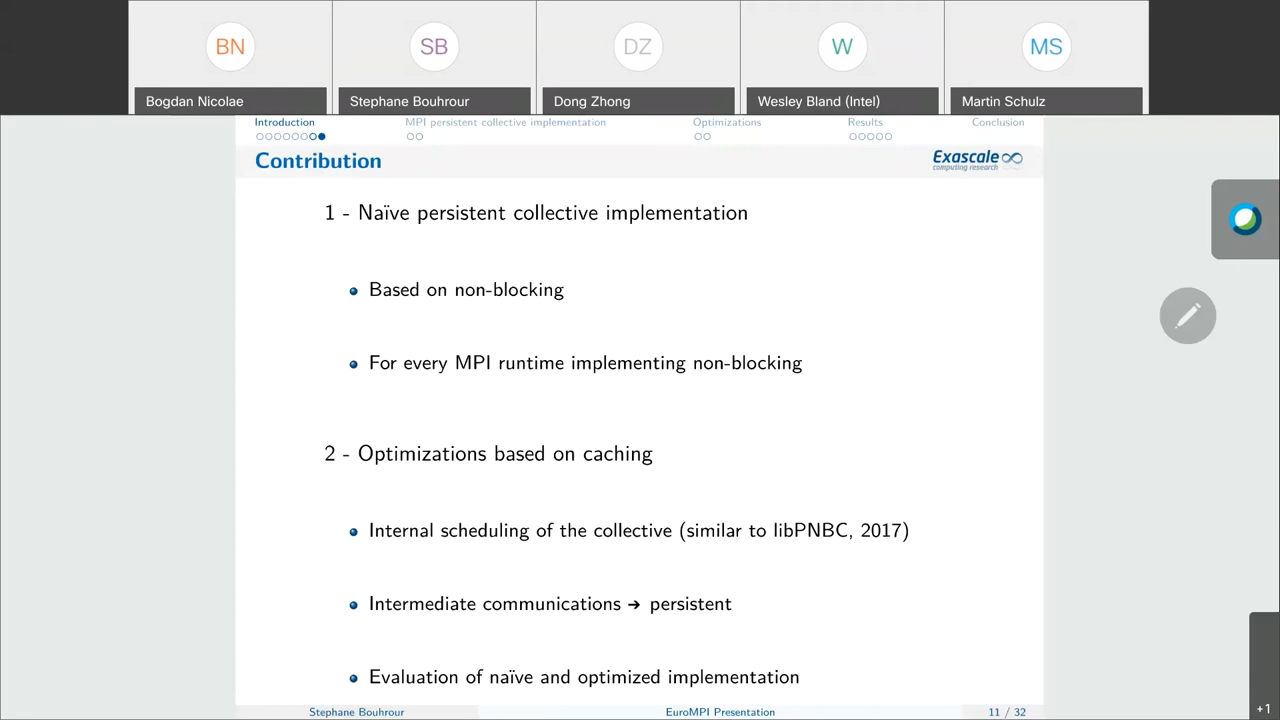 BN
SB
DZ
W
MS
Bogdan Nicolae
Stephane Bouhrour
Dong Zhong
Wesley Bland (Intel)
Martin Schulz
Introduction
MPI persistent collective implementation
Optimizations
Results
Conclusion
Contribution
Exascale
computing research
1 - Naïve persistent collective implementation
Based on non-blocking
For every MPI runtime implementing non-blocking
2 - Optimizations based on caching
Internal scheduling of the collective (similar to libPNBC, 2017)
Intermediate communications ➔ persistent
Evaluation of naïve and optimized implementation
Stephane Bouhrour
EuroMPI Presentation
11 / 32
+1